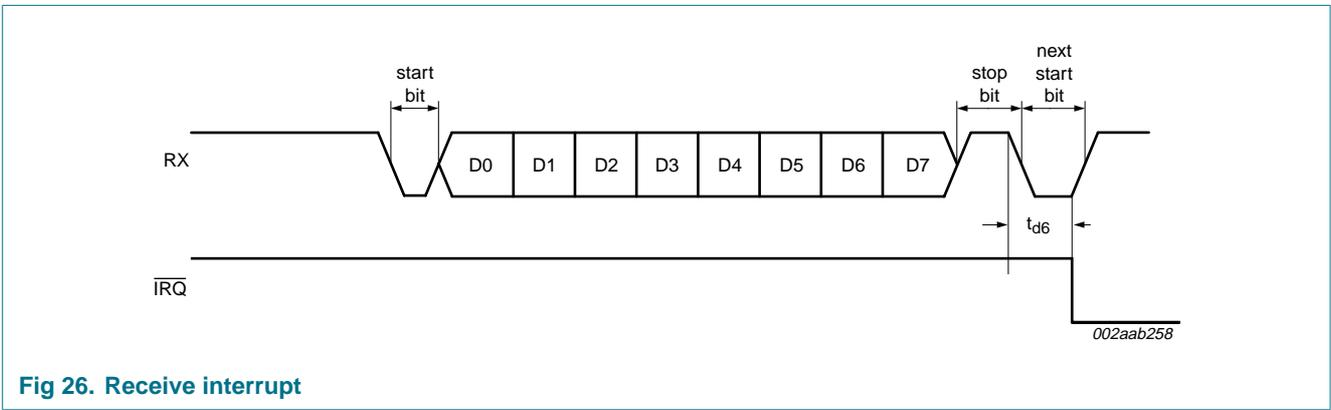 start
bit
stop
bit
next
start
bit
RX
D0 D1 D2 D3 D4 D5 D6 D7
td6
IRQ
002aab258
Fig 26. Receive interrupt